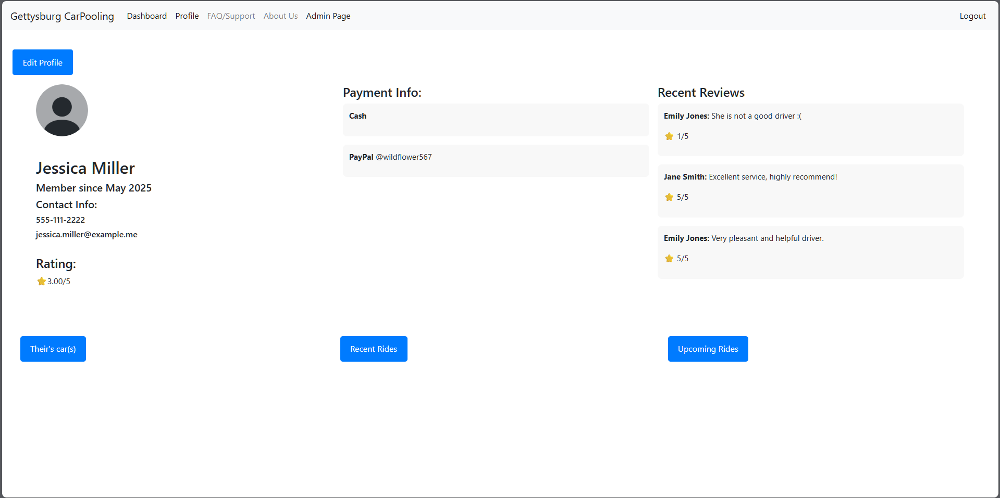 Gettysburg CarPooling Dashboard Profile FAQ/Support About Us Admin Page Logout
Edit Profile
Jessica Miller
Member since May 2025
Contact Info:
555-111-2222
jessica.miller@example.me
Rating:
3.00/5
Payment Info:
Cash
PayPal @wildflower567
Recent Reviews
Emily Jones: She is not a good driver :(
1/5
Jane Smith: Excellent service, highly recommend!
5/5
Emily Jones: Very pleasant and helpful driver.
5/5
Their's car(s)
Recent Rides
Upcoming Rides